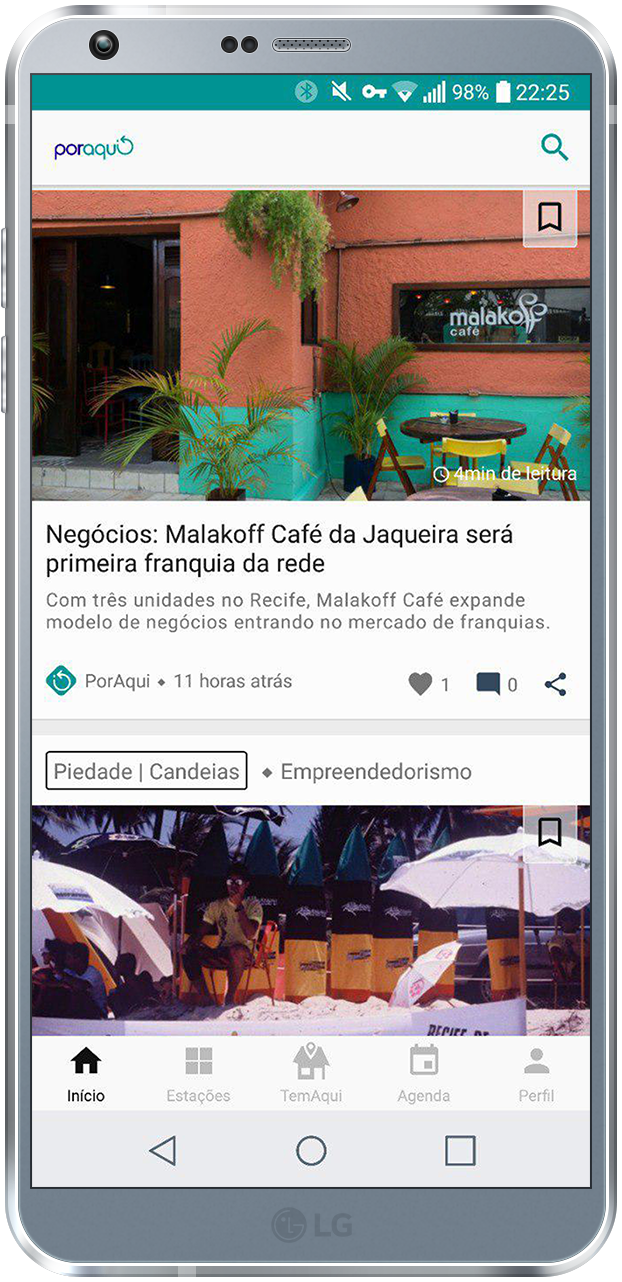 98% 22:25
poraqui
malakoff
café
4min de leitura
Negócios: Malakoff Café da Jaqueira será
primeira franquia da rede
Com três unidades no Recife, Malakoff Café expande
modelo de negócios entrando no mercado de franquias.
PorAqui ◆ 11 horas atrás 1 0
Piedade | Candeias ◆ Empreendedorismo
RECIFE DE
Início Estações TemAqui Agenda Perfil
LG